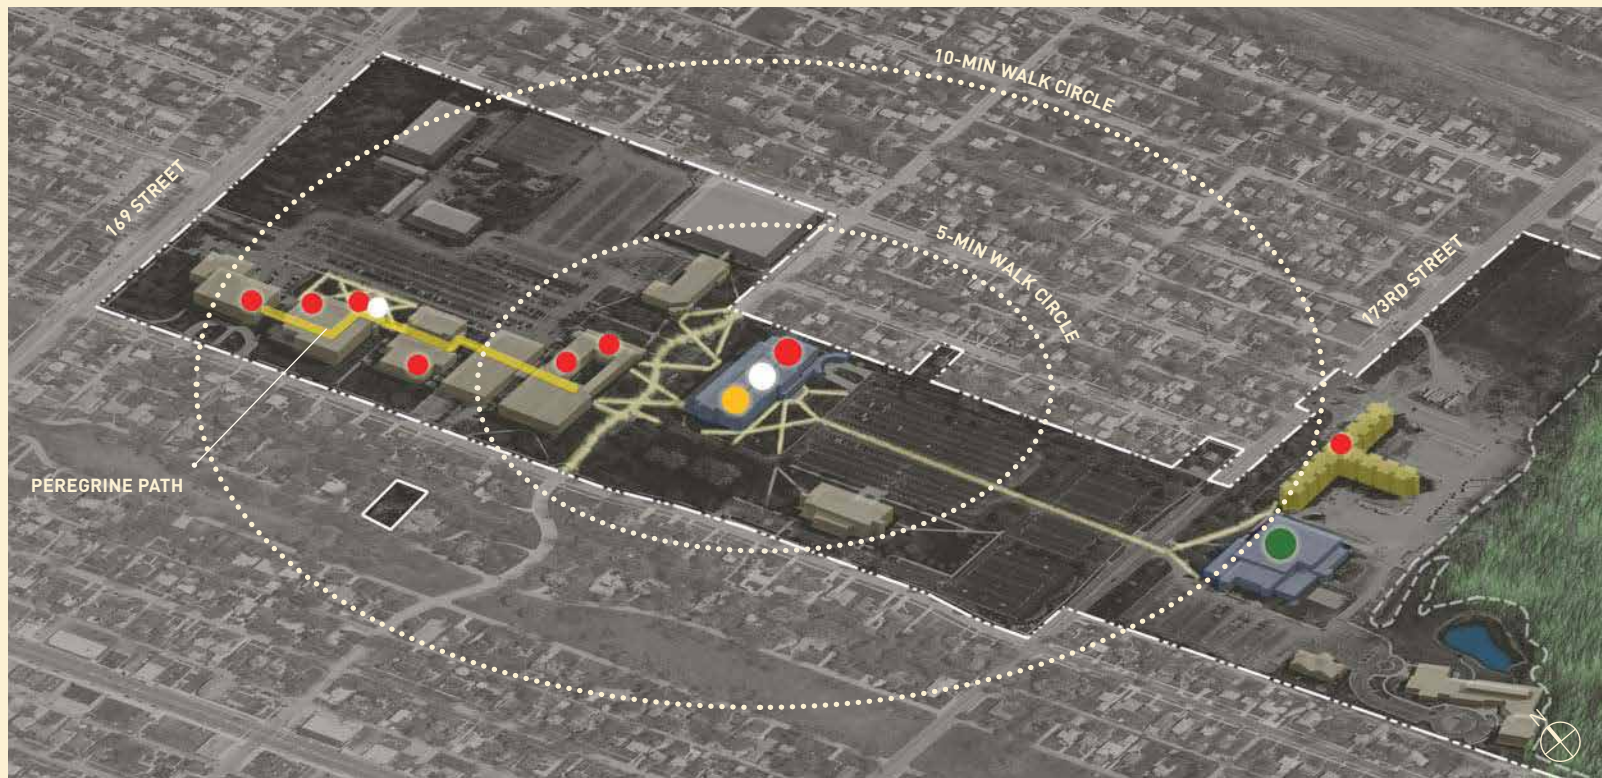 10-MIN WALK CIRCLE
169 STREET
5-MIN WALK CIRCLE
173RD STREET
PEREGRINE PATH
N